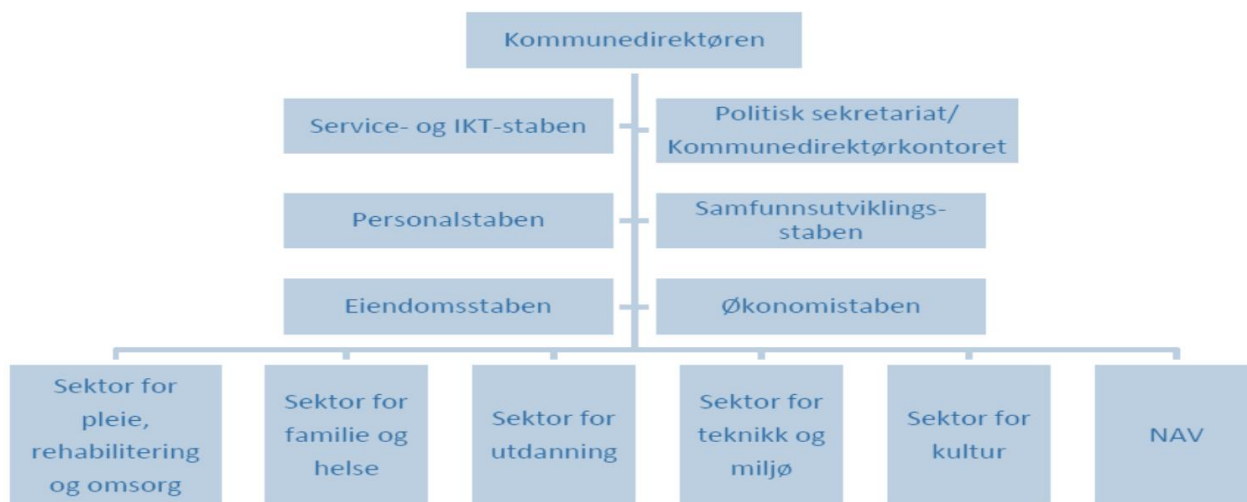 Kommunedirektøren
Service- og IKT-staben
Politisk sekretariat/
Kommunedirektørkontoret
Personalstaben
Samfunnsutviklings-
staben
Eiendomsstaben
Økonomistaben
Sektor for
pleie,
rehabilitering
og omsorg
Sektor for
familie og
helse
Sektor for
utdanning
Sektor for
teknikk og
miljø
Sektor for
kultur
NAV